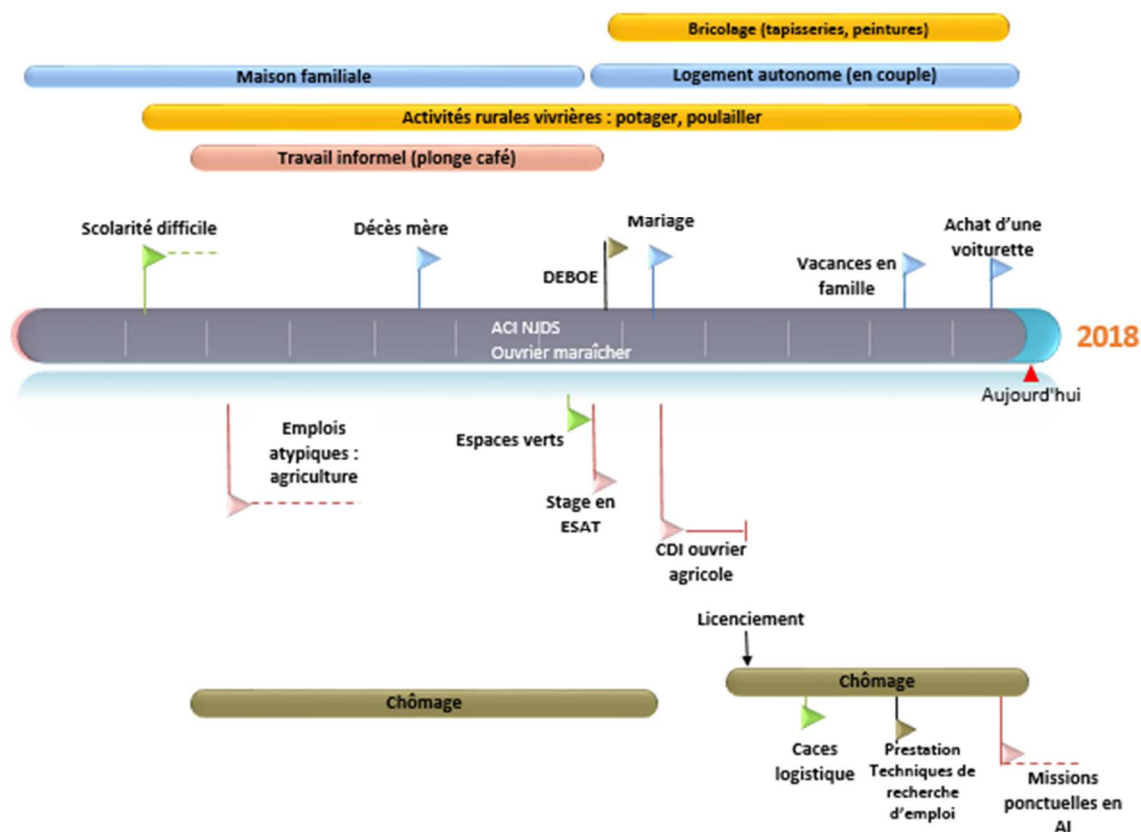 Bricolage (tapisseries, peintures)
Maison familiale
Logement autonome (en couple)
Activités rurales vivrières : potager, poulailler
Travail informel (plonge café)
Scolarité difficile
Décès mère
DEBOE
Mariage
Vacances en
famille
Achat d'une
voiturette
ACI NJDS
Ouvrier maraîcher
2018
Aujourd'hui
Emplois
atypiques :
agriculture
Espaces verts
Stage en
ESAT
CDI ouvrier
agricole
Licenciement
Chômage
Chômage
Caces
logistique
Prestation
Techniques de
recherche
d'emploi
Missions
ponctuelles en
AI